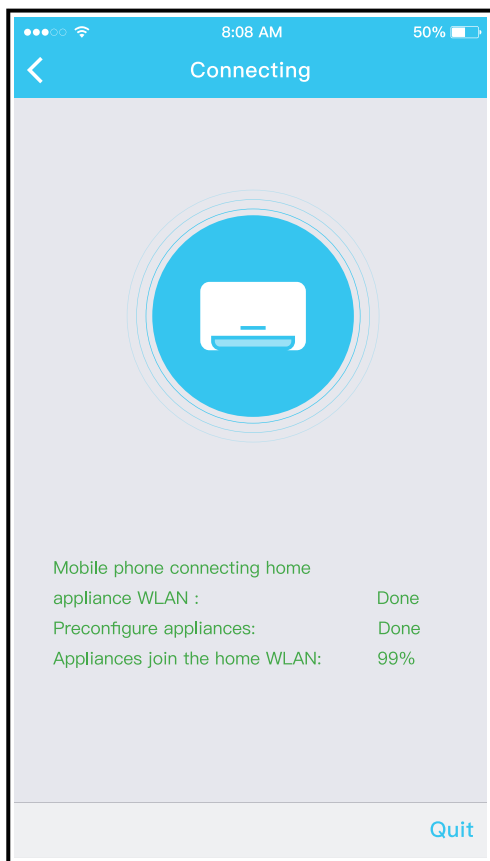 8:08 AM 50%
Connecting
Mobile phone connecting home
appliance WLAN : Done
Preconfigure appliances: Done
Appliances join the home WLAN: 99%
Quit